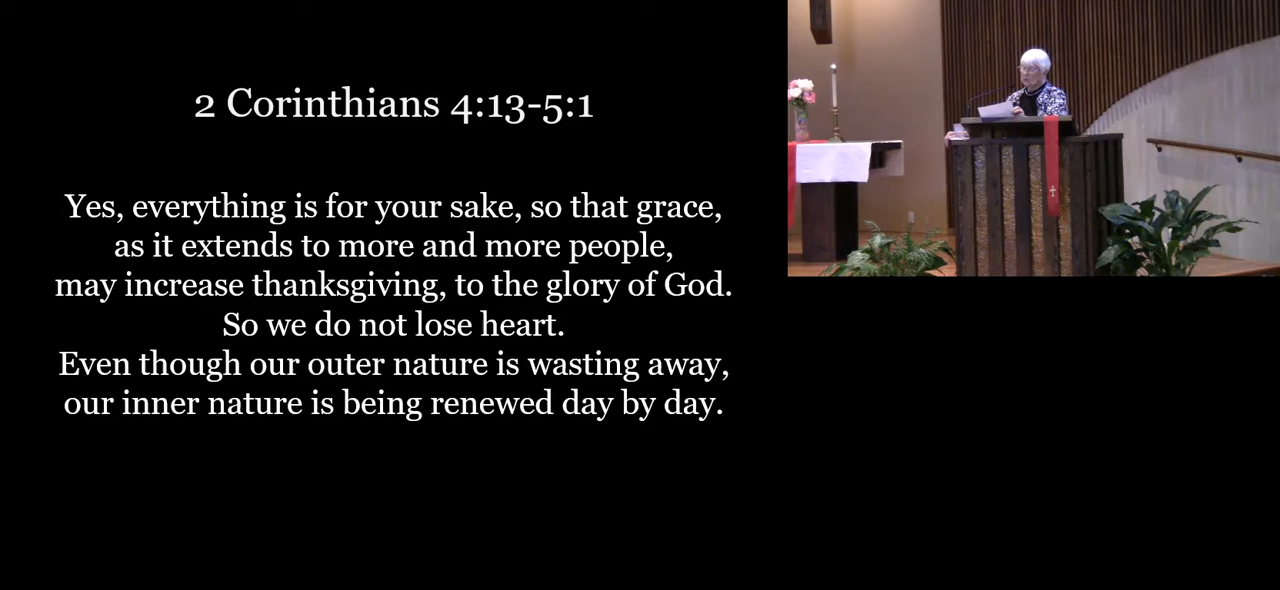 2 Corinthians 4:13-5:1
Yes, everything is for your sake, so that grace,
as it extends to more and more people,
may increase thanksgiving, to the glory of God.
So we do not lose heart.
Even though our outer nature is wasting away,
our inner nature is being renewed day by day.